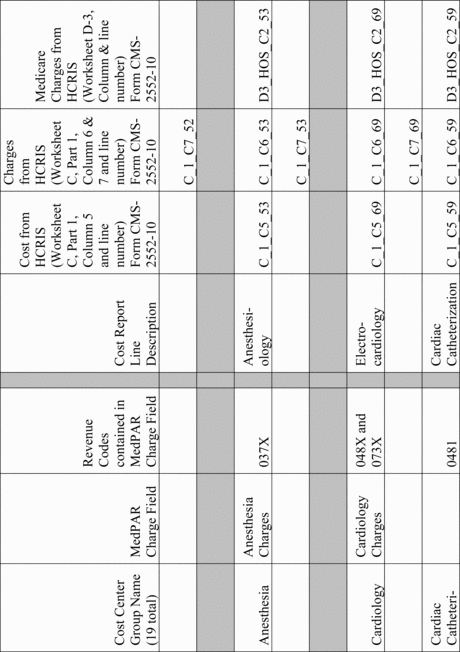 Cost Center
Group Name
(19 total)
MedPAR
Charge Field
Revenue
Codes
contained in
MedPAR
Charge Field
Cost Report
Line
Description
Cost from
HCRIS
(Worksheet
C, Part 1,
Column 5
and line
number)
Form CMS-
2552-10
Charges
from
HCRIS
(Worksheet
C, Part 1,
Column 6 &
7 and line
number)
Form CMS-
2552-10
Medicare
Charges from
HCRIS
(Worksheet D-3,
Column & line
number)
Form CMS-
2552-10
C_1_C7_52
Anesthesia
Anesthesia
Charges
037X
Anesthesi-
ology
C_1_C5_53
C_1_C6_53
D3_HOS_C2_53
C_1_C7_53
Cardiology
Cardiology
Charges
048X and
073X
Electro-
cardiology
C_1_C5_69
C_1_C6_69
D3_HOS_C2_69
C_1_C7_69
Cardiac
Catheteri-
0481
Cardiac
Catheterization
C_1_C5_59
C_1_C6_59
D3_HOS_C2_59